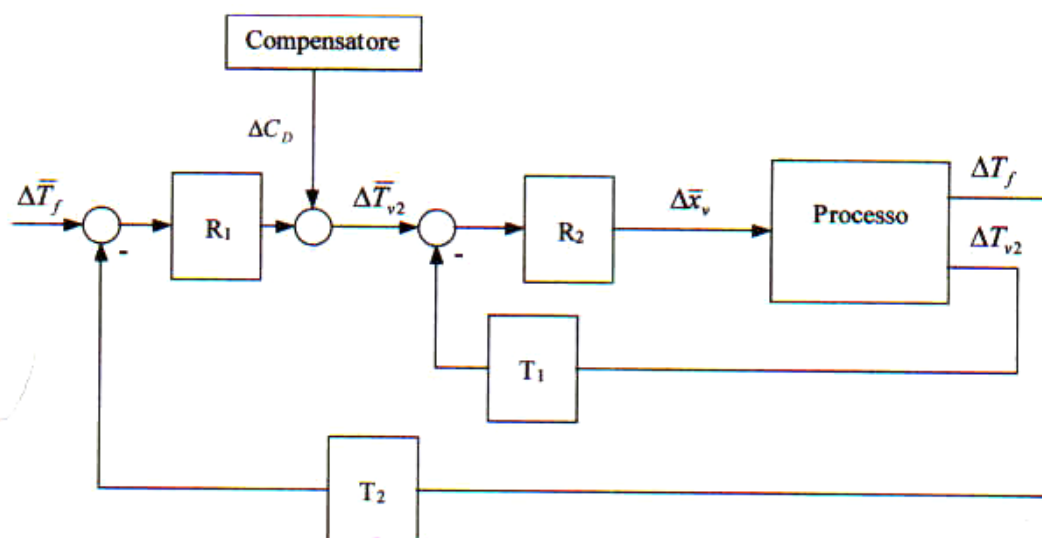 Compensatore
ΔC_D
ΔT̅_f
-
R₁
ΔT̅_v2
-
R₂
Δx̅_v
Processo
ΔT_f
ΔT_v2
T₁
T₂